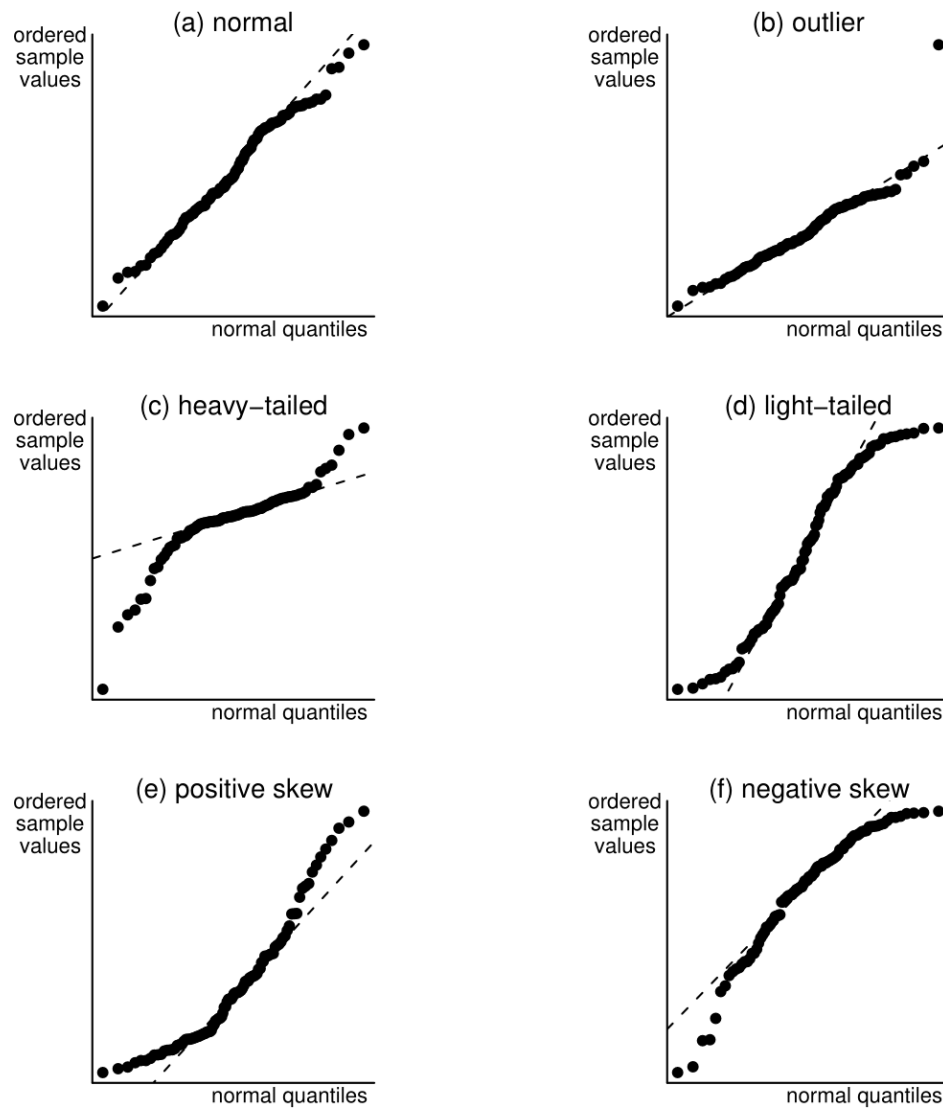 (a) normal
ordered
sample
values
normal quantiles
(b) outlier
ordered
sample
values
normal quantiles
(c) heavy−tailed
ordered
sample
values
normal quantiles
(d) light−tailed
ordered
sample
values
normal quantiles
(e) positive skew
ordered
sample
values
normal quantiles
(f) negative skew
ordered
sample
values
normal quantiles